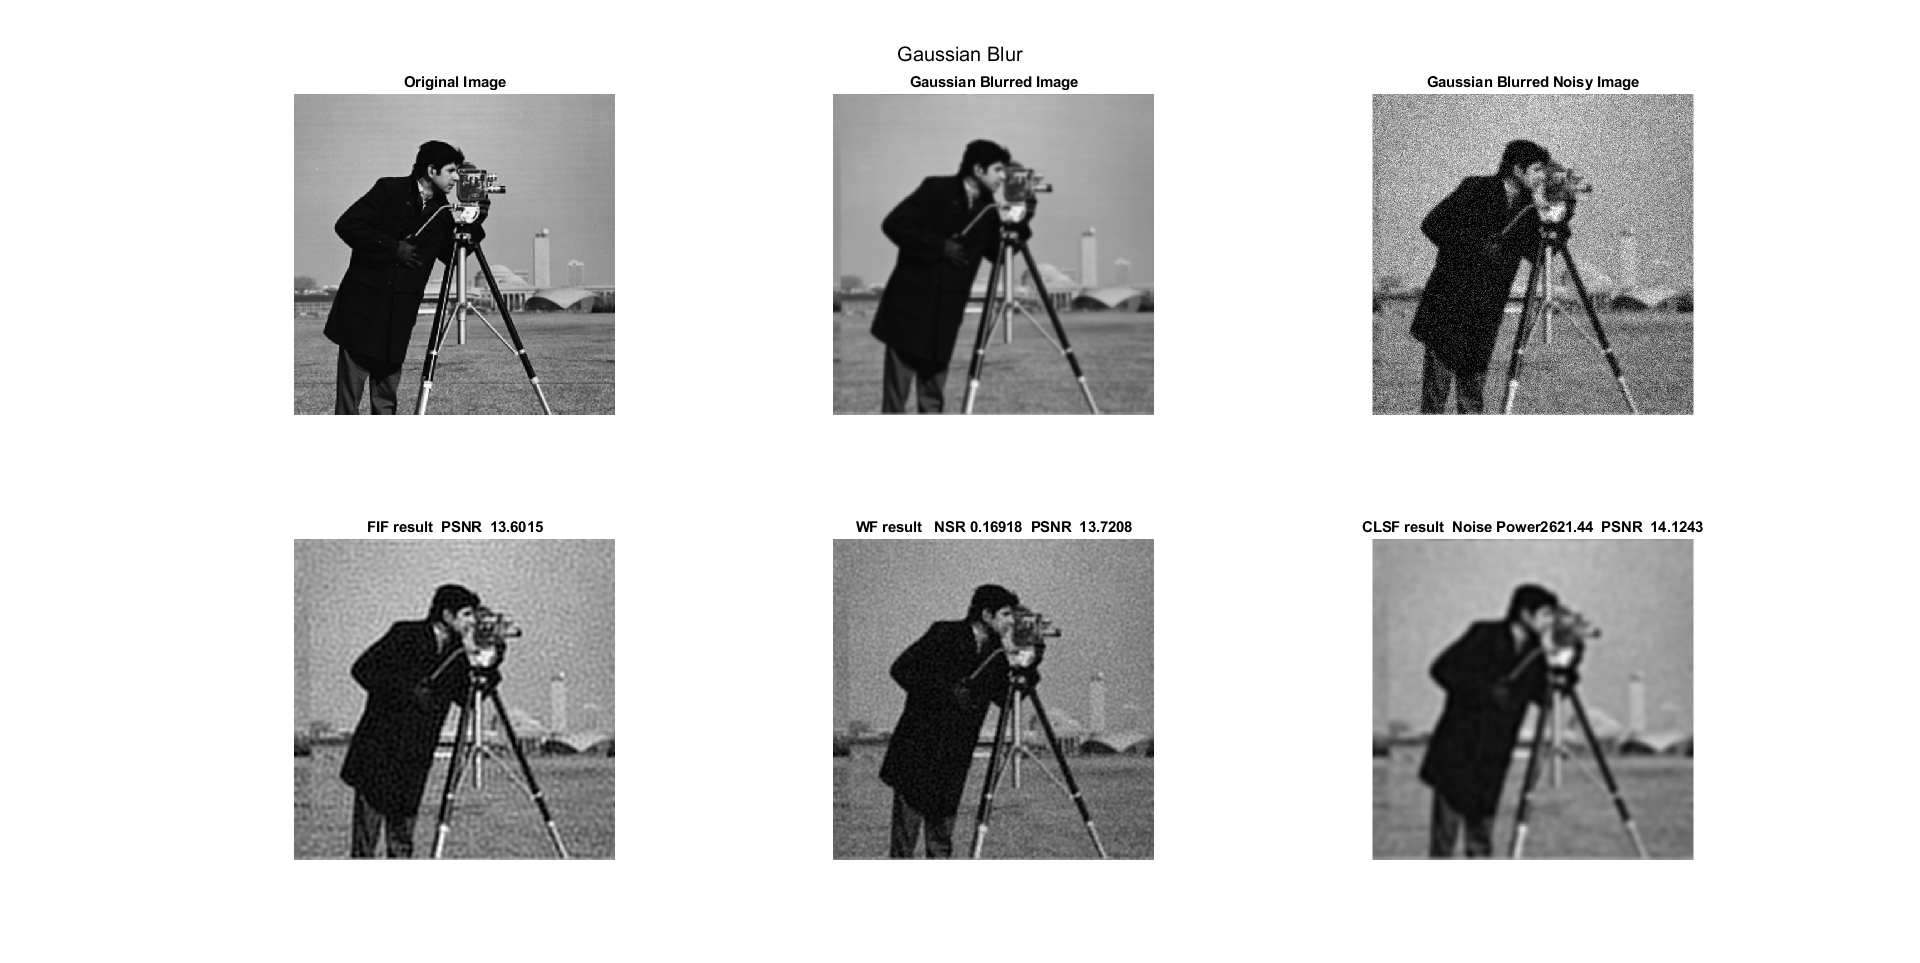 Gaussian Blur
Original Image
Gaussian Blurred Image
Gaussian Blurred Noisy Image
FIF result  PSNR  13.6015
WF result   NSR 0.16918  PSNR  13.7208
CLSF result  Noise Power2621.44  PSNR  14.1243